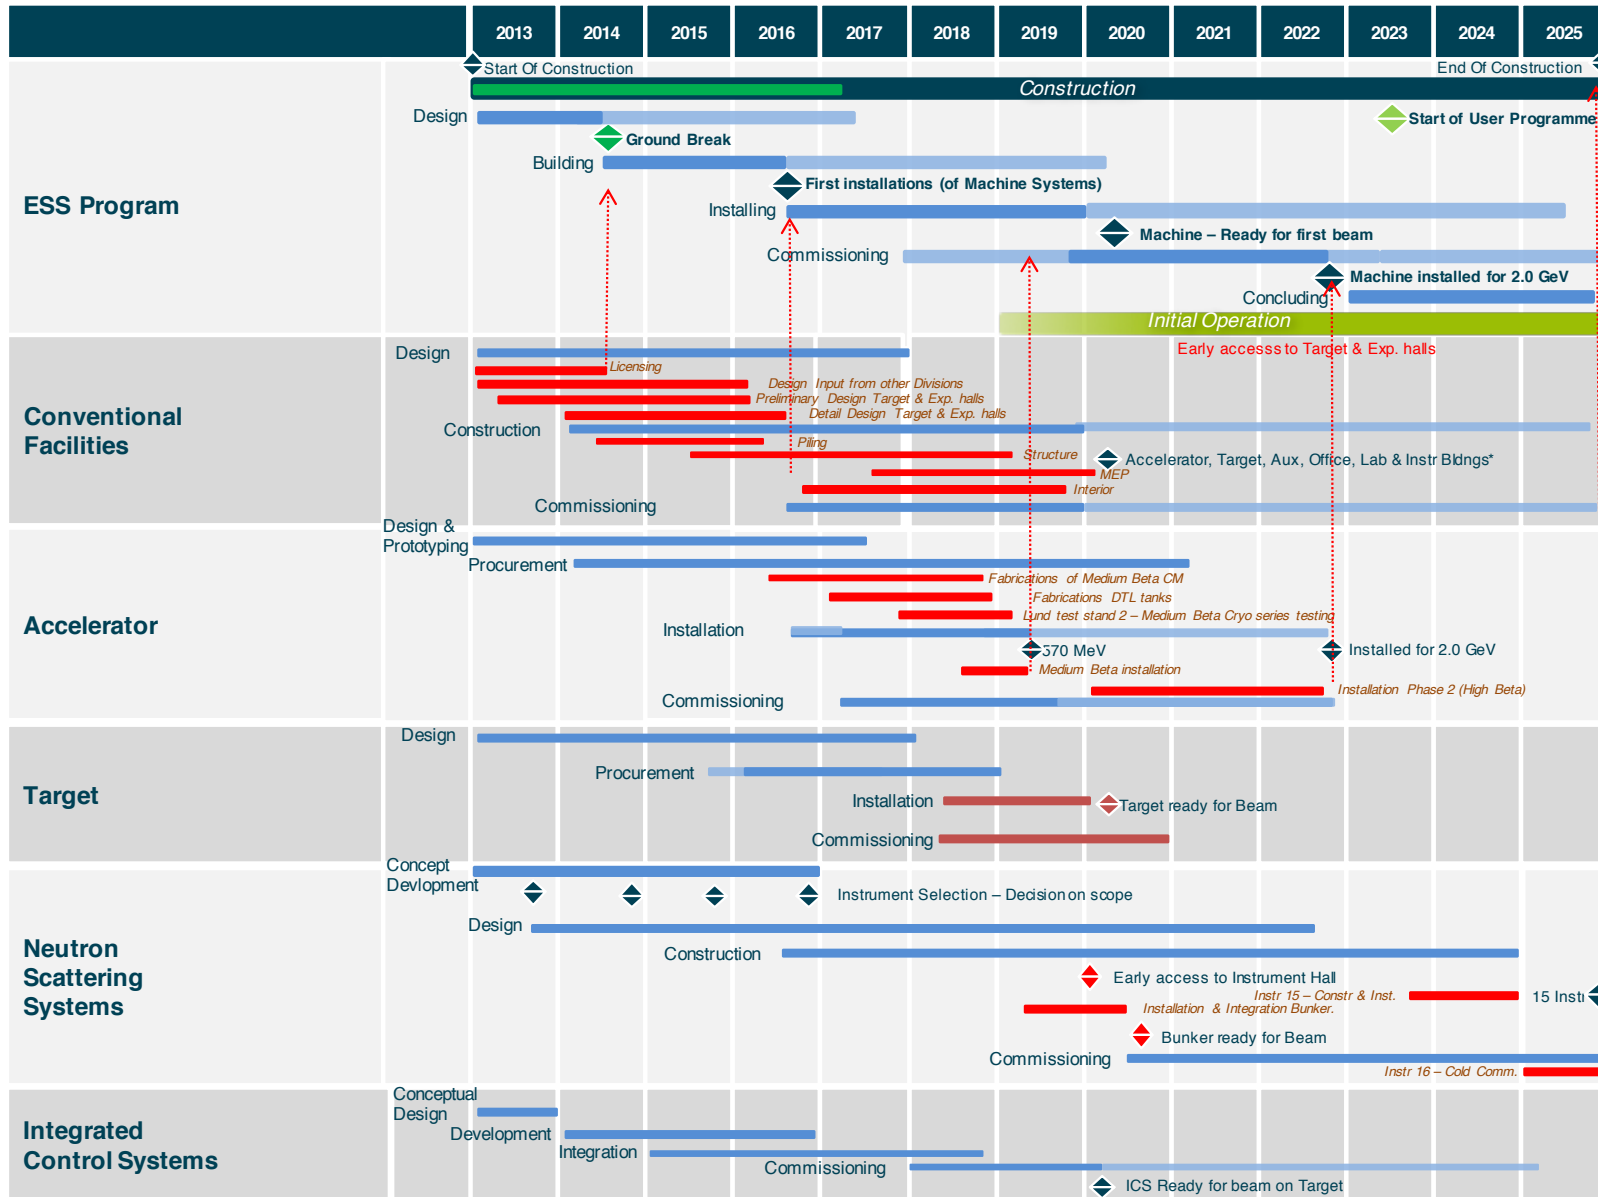 2013 2014 2015 2016 2017 2018 2019 2020 2021 2022 2023 2024 2025
Start Of Construction
End Of Construction
Construction
Design
Start of User Programme
Ground Break
Building
First installations (of Machine Systems)
ESS Program
Installing
Machine – Ready for first beam
Commissioning
Machine installed for 2.0 GeV
Concluding
Initial Operation
Early accesss to Target & Exp. halls
Design
Licensing
Design Input from other Divisions
Preliminary Design Target & Exp. halls
Detail Design Target & Exp. halls
Conventional
Facilities
Construction
Piling
Structure
Accelerator, Target, Aux, Office, Lab & Instr Bldngs*
MEP
Interior
Commissioning
Design &
Prototyping
Procurement
Fabrications of Medium Beta CM
Fabrications DTL tanks
Lund test stand 2 – Medium Beta Cryo series testing
Accelerator
Installation
570 MeV
Installed for 2.0 GeV
Medium Beta installation
Installation Phase 2 (High Beta)
Commissioning
Design
Procurement
Target
Installation
Target ready for Beam
Commissioning
Concept
Devlopment
Instrument Selection – Decision on scope
Design
Neutron
Scattering
Systems
Construction
Early access to Instrument Hall
Instr 15 – Constr & Inst.
15 Instr
Installation & Integration Bunker.
Bunker ready for Beam
Commissioning
Instr 16 – Cold Comm.
Conceptual
Design
Integrated
Control Systems
Development
Integration
Commissioning
ICS Ready for beam on Target